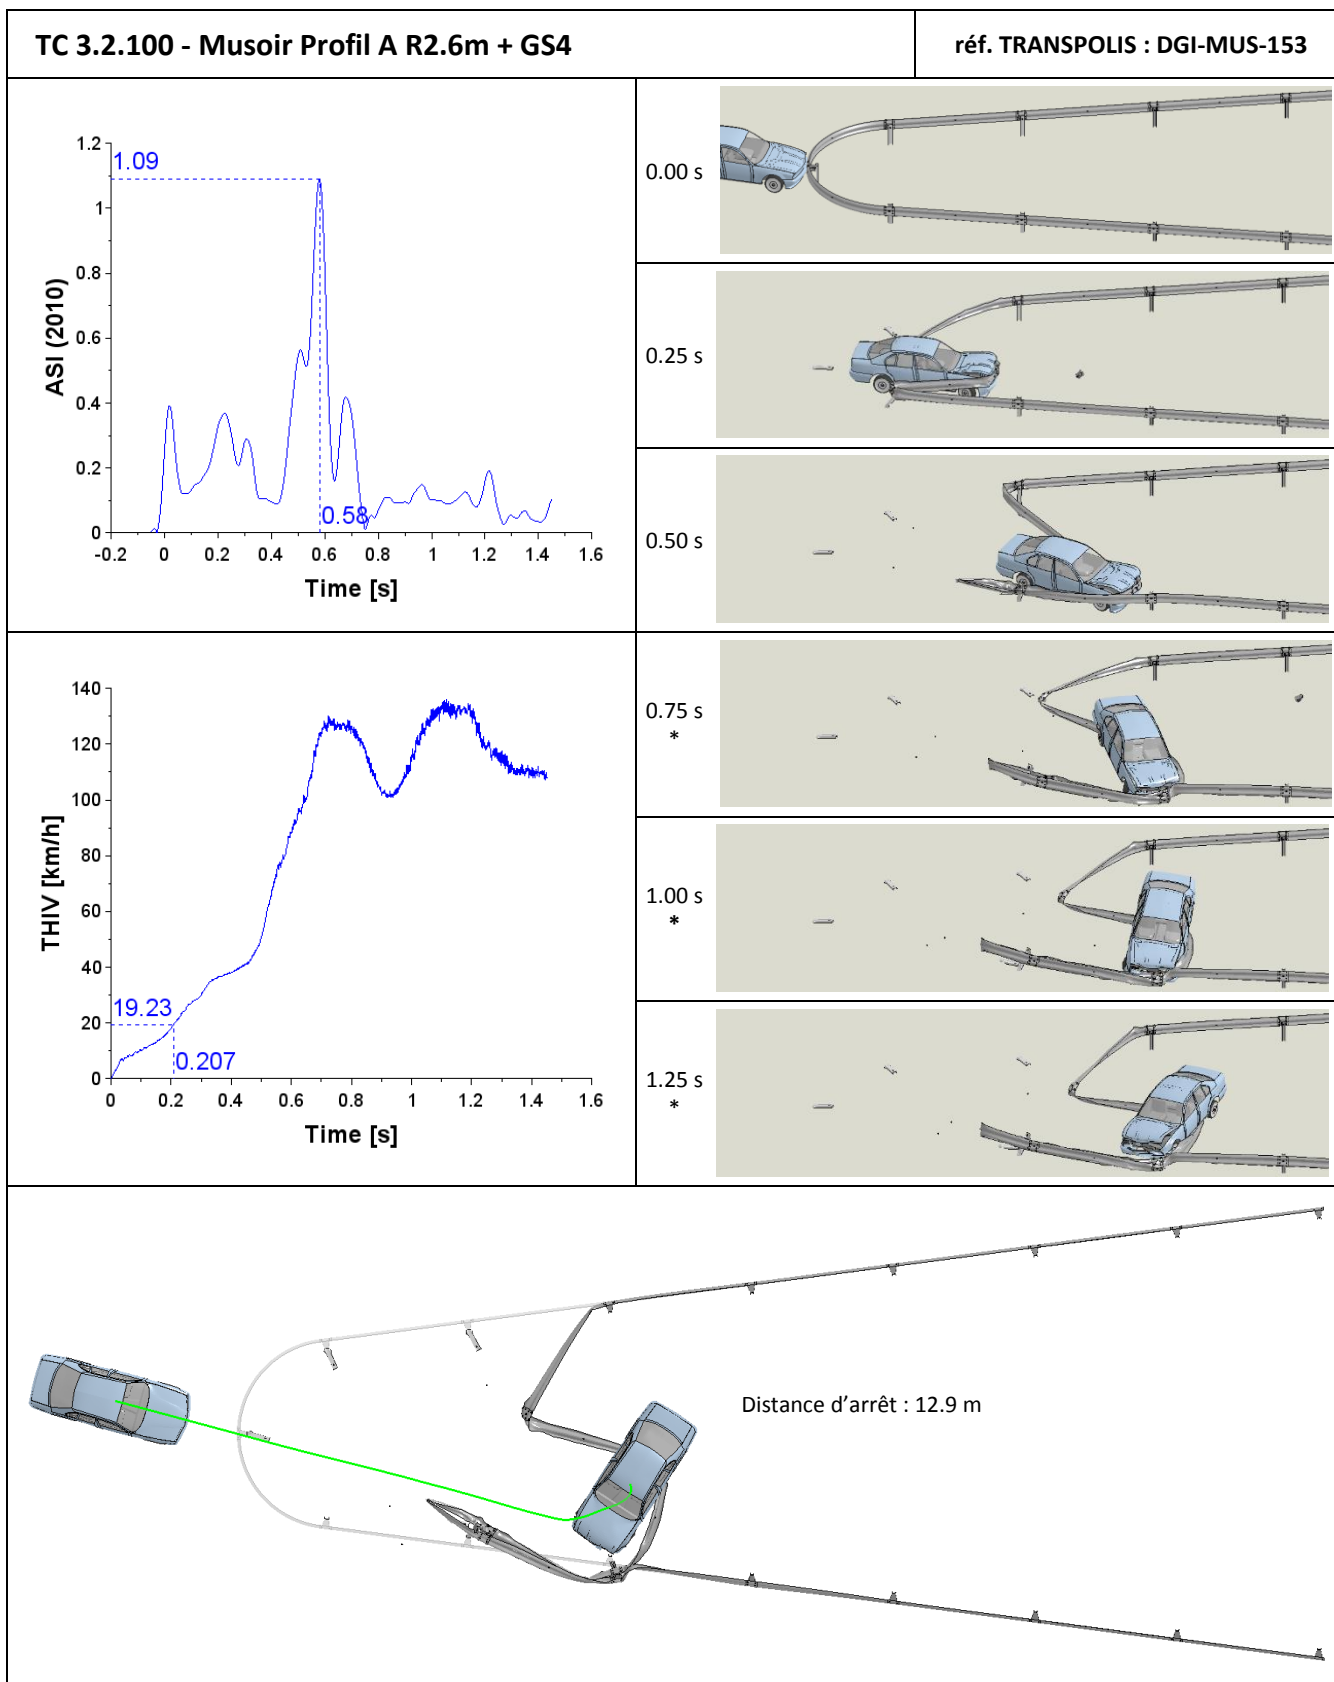 TC 3.2.100 - Musoir Profil A R2.6m + GS4
réf. TRANSPOLIS : DGI-MUS-153
1.2
1.09
1
0.8
0.6
0.4
0.2
0
0.58
-0.2 0 0.2 0.4 0.6 0.8 1 1.2 1.4 1.6
ASI (2010)
Time [s]
0.00 s
0.25 s
0.50 s
140
120
100
80
60
40
20
0
19.23
0.207
0 0.2 0.4 0.6 0.8 1 1.2 1.4 1.6
THIV [km/h]
Time [s]
0.75 s
*
1.00 s
*
1.25 s
*
Distance d'arrêt : 12.9 m